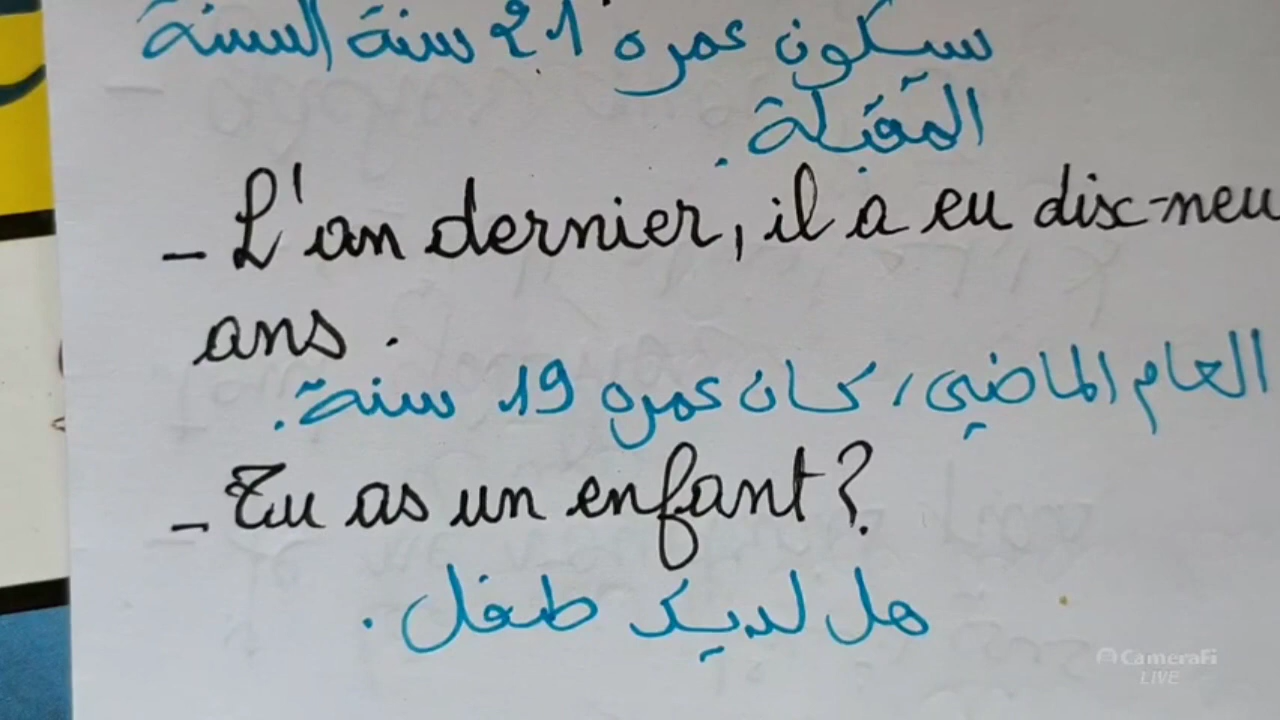 سيكون عمره 21 سنة السنة
المقبلة.
- L'an dernier, il a eu dix-neu
ans.
العام الماضي، كان عمره 19 سنة.
- Tu as un enfant?
هل لديك طفل.
CameraFi
LIVE